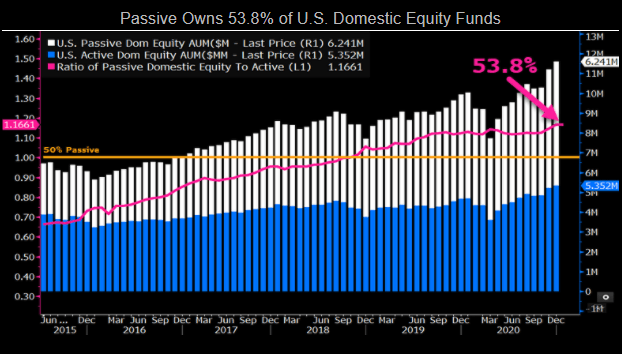 Passive Owns 53.8% of U.S. Domestic Equity Funds
U.S. Passive Dom Equity AUM($M - Last Price (R1) 6.241M
U.S. Active Dom Equity AUM($MM - Last Price (R1) 5.352M
Ratio of Passive Domestic Equity To Active (L1) 1.1661
53.8%
50% Passive
1.60
1.50
1.40
1.30
1.20
1.1661
1.10
1.00
0.90
0.80
0.70
0.60
0.50
0.40
0.30
13M
12M
6.241M
11M
10M
9M
8M
7M
6M
5.352M
5M
4M
3M
2M
1M
0
-1M
Jun ... Dec Mar Jun Sep Dec Mar Jun Sep Dec Mar Jun Sep Dec Mar Jun Sep Dec Mar Jun Sep Dec
2015 2016 2017 2018 2019 2020